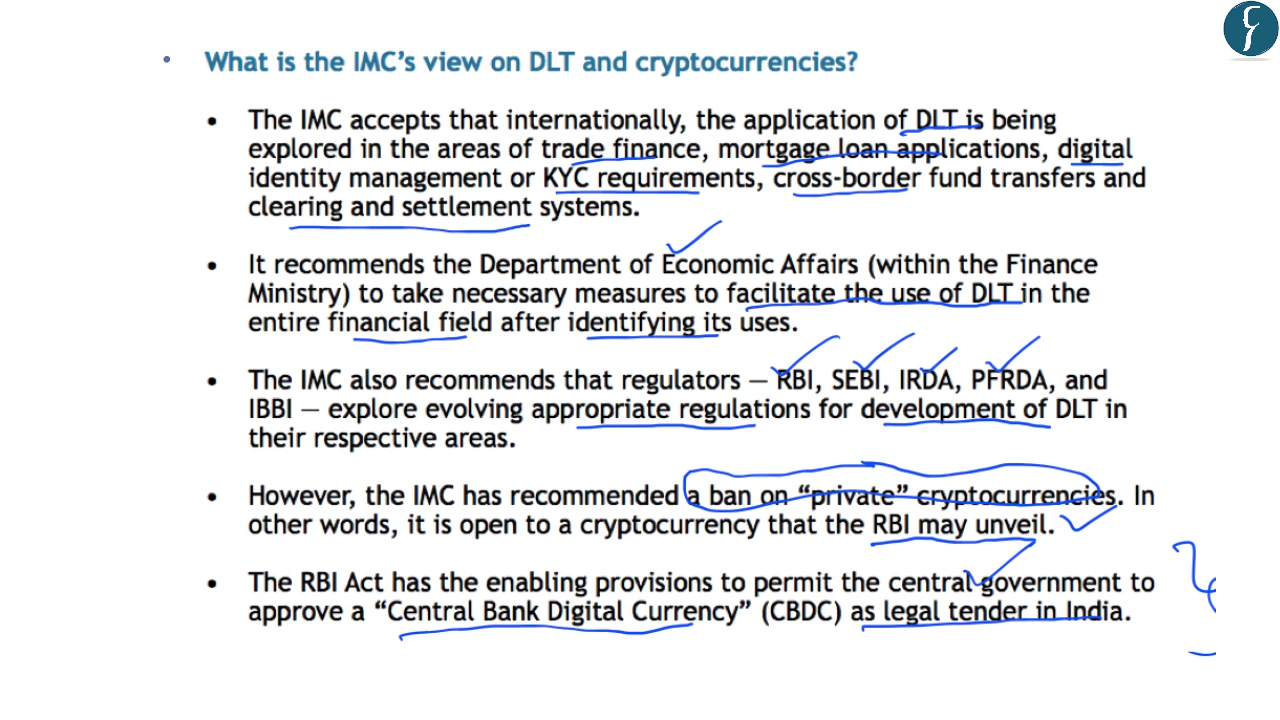 • What is the IMC’s view on DLT and cryptocurrencies?
• The IMC accepts that internationally, the application of DLT is being
explored in the areas of trade finance, mortgage loan applications, digital
identity management or KYC requirements, cross-border fund transfers and
clearing and settlement systems.
• It recommends the Department of Economic Affairs (within the Finance
Ministry) to take necessary measures to facilitate the use of DLT in the
entire financial field after identifying its uses.
• The IMC also recommends that regulators — RBI, SEBI, IRDA, PFRDA, and
IBBI — explore evolving appropriate regulations for development of DLT in
their respective areas.
• However, the IMC has recommended a ban on “private” cryptocurrencies. In
other words, it is open to a cryptocurrency that the RBI may unveil.
• The RBI Act has the enabling provisions to permit the central government to
approve a “Central Bank Digital Currency” (CBDC) as legal tender in India.